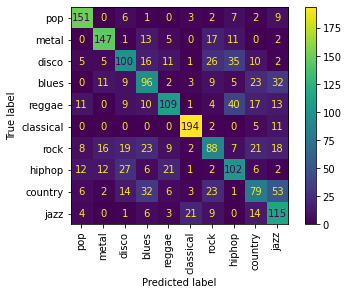 pop 151 0 6 1 0 3 2 7 2 9
metal 0 147 1 13 5 0 17 11 0 2
disco 5 5 100 16 11 1 26 35 10 2
blues 0 11 9 96 2 3 9 5 23 32
reggae 11 0 9 10 109 1 4 40 17 13
classical 0 0 0 0 0 194 2 0 5 11
rock 8 16 19 23 9 2 88 7 21 18
hiphop 12 12 27 6 21 1 2 102 6 2
country 6 2 14 32 6 3 23 1 79 53
jazz 4 0 1 6 3 21 9 0 14 115
True label
pop metal disco blues reggae classical rock hiphop country jazz
Predicted label
175
150
125
100
75
50
25
0